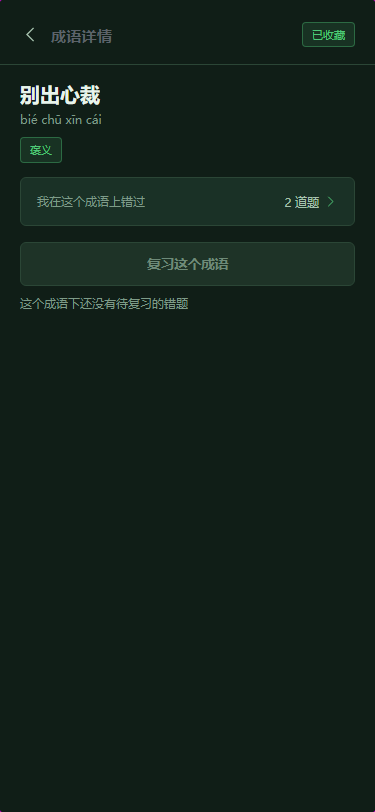 成语详情
已收藏
别出心裁
bié chū xīn cái
褒义
我在这个成语上错过 2 道题
复习这个成语
这个成语下还没有待复习的错题